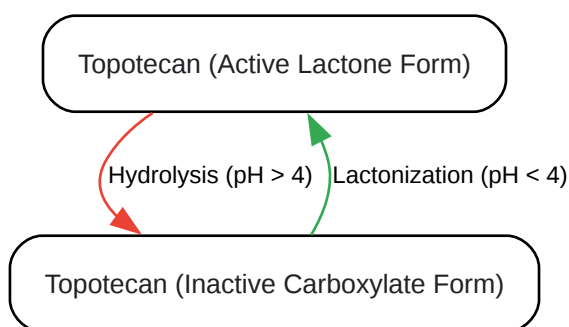 Topotecan (Active Lactone Form)
Hydrolysis (pH > 4)
Lactonization (pH < 4)
Topotecan (Inactive Carboxylate Form)